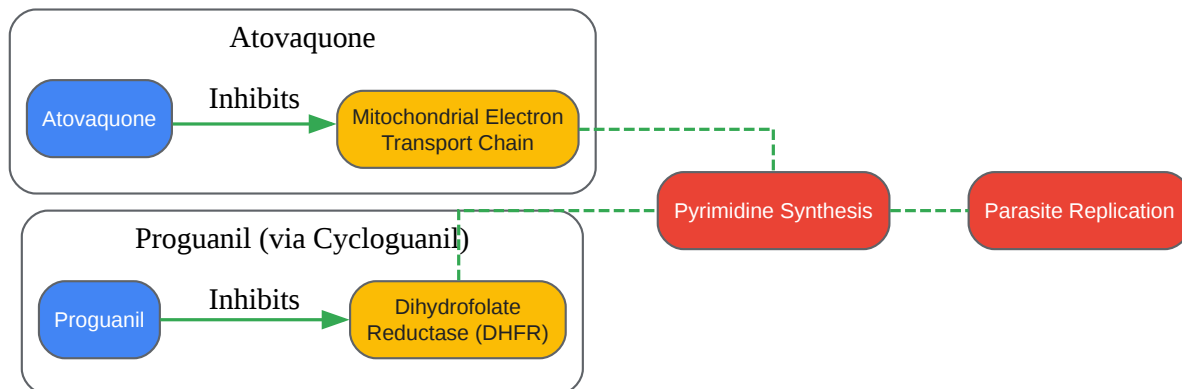 Atovaquone
Inhibits
Atovaquone
Mitochondrial Electron
Transport Chain
Pyrimidine Synthesis
Parasite Replication
Proguanil (via Cycloguanil)
Inhibits
Proguanil
Dihydrofolate
Reductase (DHFR)